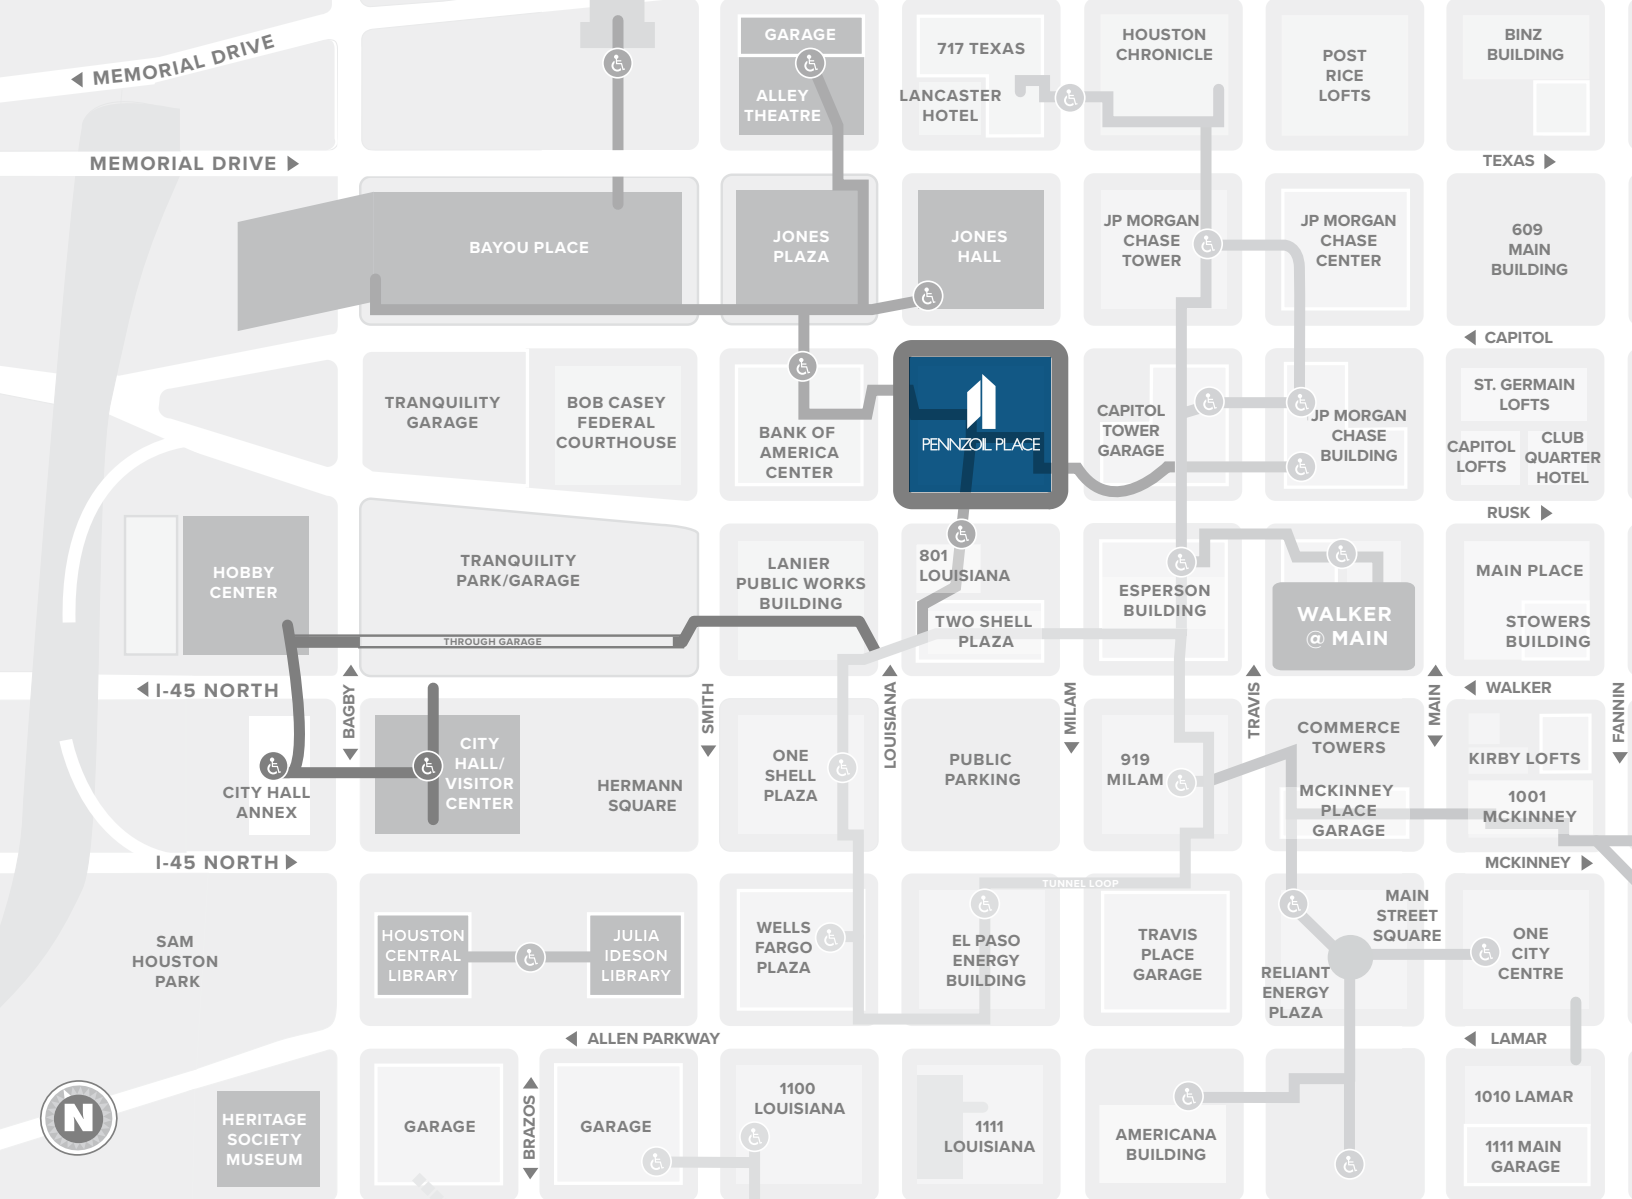 MEMORIAL DRIVE
GARAGE
717 TEXAS
HOUSTON
CHRONICLE
POST
RICE
LOFTS
BINZ
BUILDING
ALLEY
THEATRE
LANCASTER
HOTEL
MEMORIAL DRIVE
TEXAS
BAYOU PLACE
JONES
PLAZA
JONES
HALL
JP MORGAN
CHASE
TOWER
JP MORGAN
CHASE
CENTER
609
MAIN
BUILDING
CAPITOL
TRANQUILITY
GARAGE
BOB CASEY
FEDERAL
COURTHOUSE
BANK OF
AMERICA
CENTER
PENNZOIL PLACE
CAPITOL
TOWER
GARAGE
JP MORGAN
CHASE
BUILDING
ST. GERMAIN
LOFTS
CAPITOL
LOFTS
CLUB
QUARTER
HOTEL
RUSK
HOBBY
CENTER
TRANQUILITY
PARK/GARAGE
LANIER
PUBLIC WORKS
BUILDING
801
LOUISIANA
TWO SHELL
PLAZA
ESPERSON
BUILDING
WALKER
@ MAIN
MAIN PLACE
STOWERS
BUILDING
THROUGH GARAGE
I-45 NORTH
BAGBY
SMITH
LOUISIANA
MILAM
TRAVIS
MAIN
WALKER
FANNIN
CITY
HALL/
VISITOR
CENTER
CITY HALL
ANNEX
HERMANN
SQUARE
ONE
SHELL
PLAZA
PUBLIC
PARKING
919
MILAM
COMMERCE
TOWERS
MCKINNEY
PLACE
GARAGE
KIRBY LOFTS
1001
MCKINNEY
I-45 NORTH
MCKINNEY
TUNNEL LOOP
SAM
HOUSTON
PARK
HOUSTON
CENTRAL
LIBRARY
JULIA
IDESON
LIBRARY
WELLS
FARGO
PLAZA
EL PASO
ENERGY
BUILDING
TRAVIS
PLACE
GARAGE
MAIN
STREET
SQUARE
RELIANT
ENERGY
PLAZA
ONE
CITY
CENTRE
ALLEN PARKWAY
LAMAR
N
HERITAGE
SOCIETY
MUSEUM
GARAGE
BRAZOS
GARAGE
1100
LOUISIANA
1111
LOUISIANA
AMERICANA
BUILDING
1010 LAMAR
1111 MAIN
GARAGE